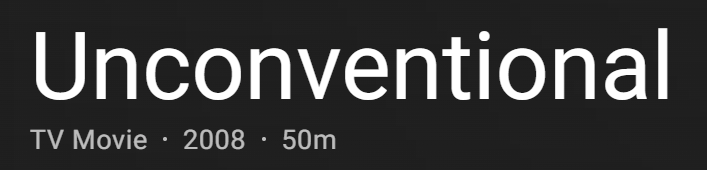 Unconventional
TV Movie · 2008 · 50m